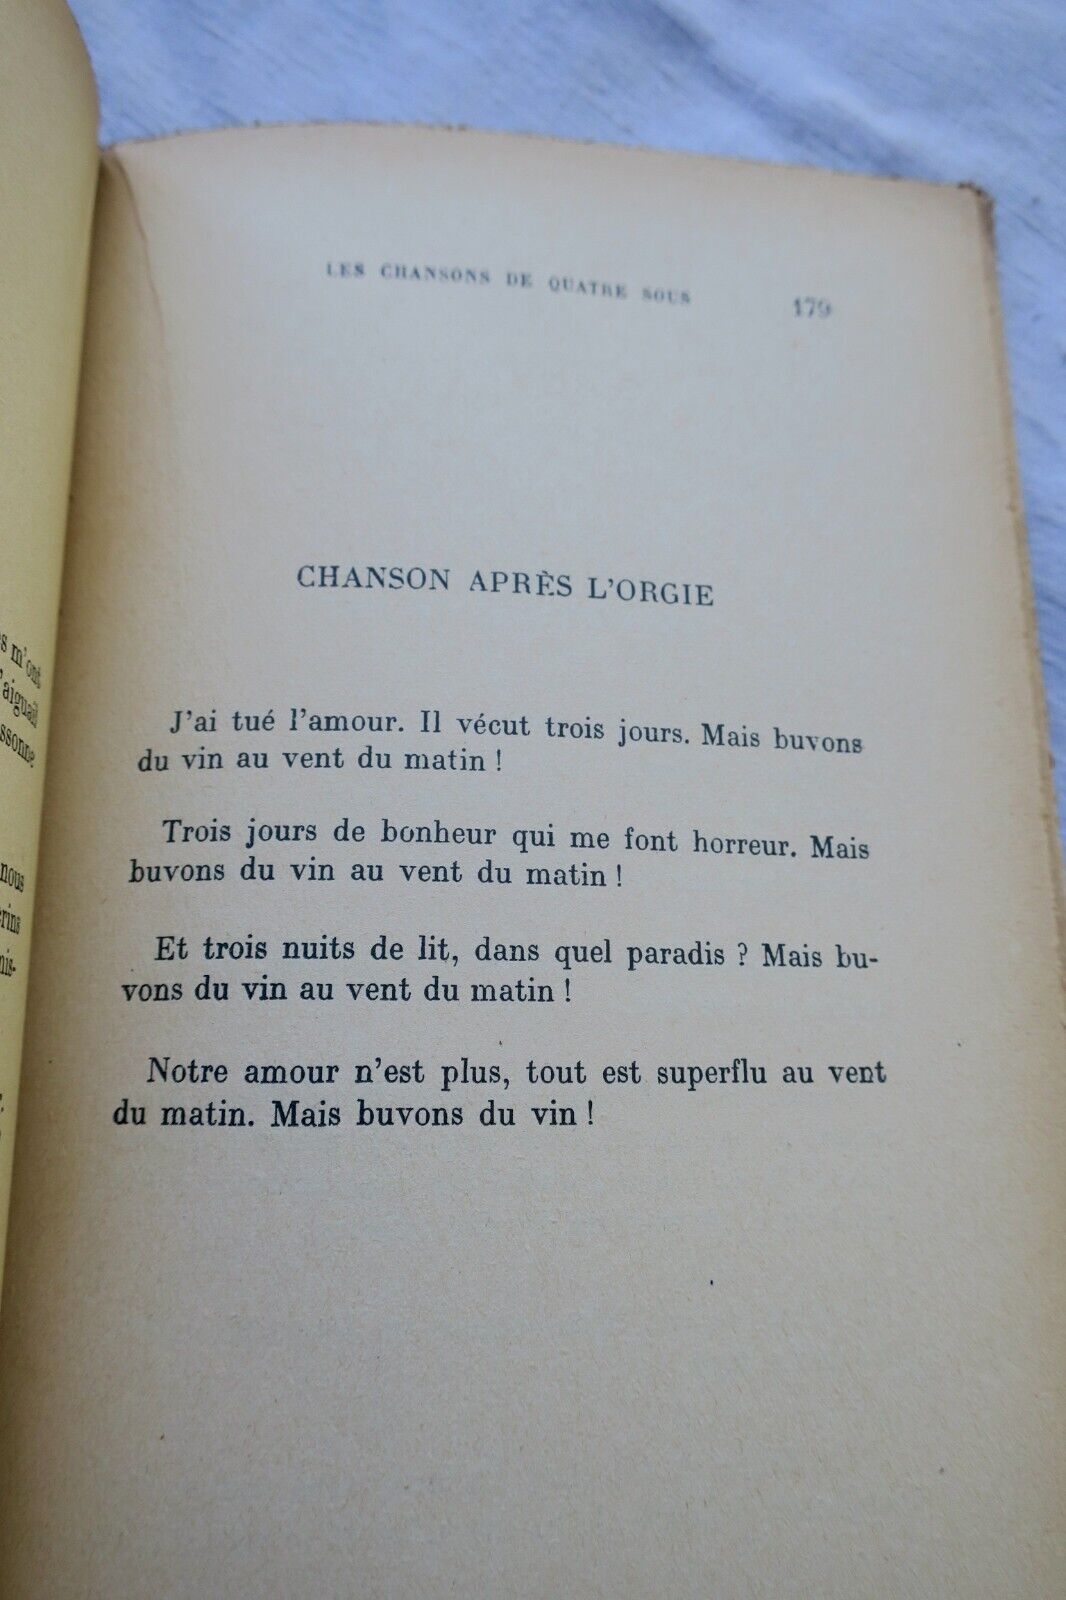 LES CHANSONS DE QUATRE SOUS 179
CHANSON APRÈS L'ORGIE
J'ai tué l'amour. Il vécut trois jours. Mais buvons
du vin au vent du matin !
Trois jours de bonheur qui me font horreur. Mais
buvons du vin au vent du matin !
Et trois nuits de lit, dans quel paradis ? Mais bu-
vons du vin au vent du matin !
Notre amour n'est plus, tout est superflu au vent
du matin. Mais buvons du vin !
m'ont
'aiguail
nous